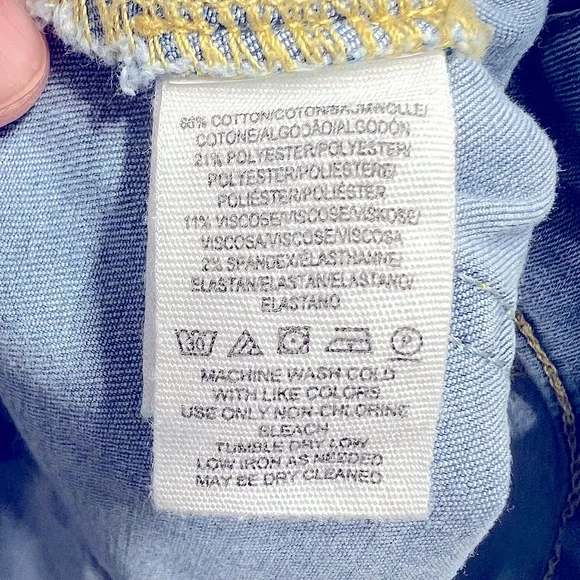 66% COTTON/COTON/BAUMWOLLE/
COTONE/ALGODÃO/ALGODÓN
21% POLYESTER/POLYESTER/
POLYESTER/POLIESTERE/
POLIÉSTER/POLIÉSTER
11% VISCOSE/VISCOSE/VISKOSE/
VISCOSA/VISCOSE/VISCOSA
2% SPANDEX/ÉLASTHANNE/
ELASTAN/ELASTAN/ELASTANO/
ELASTANO
30 P
MACHINE WASH COLD
WITH LIKE COLORS
USE ONLY NON-CHLORINE
BLEACH
TUMBLE DRY LOW
LOW IRON AS NEEDED
MAY BE DRY CLEANED